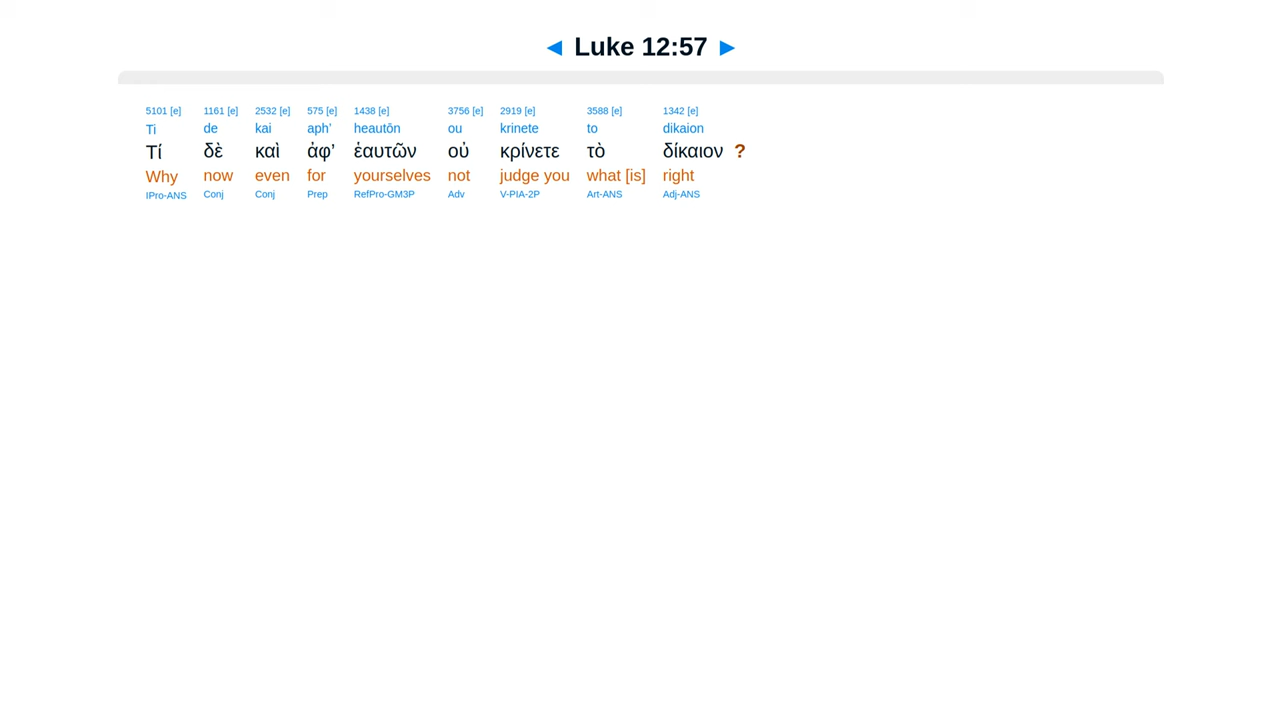 ◄ Luke 12:57 ►
5101 [e] 1161 [e] 2532 [e] 575 [e] 1438 [e] 3756 [e] 2919 [e] 3588 [e] 1342 [e]
Ti de kai aph’ heautōn ou krinete to dikaion
Τί δὲ καὶ ἀφ’ ἑαυτῶν οὐ κρίνετε τὸ δίκαιον ?
Why now even for yourselves not judge you what [is] right
IPro-ANS Conj Conj Prep RefPro-GM3P Adv V-PIA-2P Art-ANS Adj-ANS